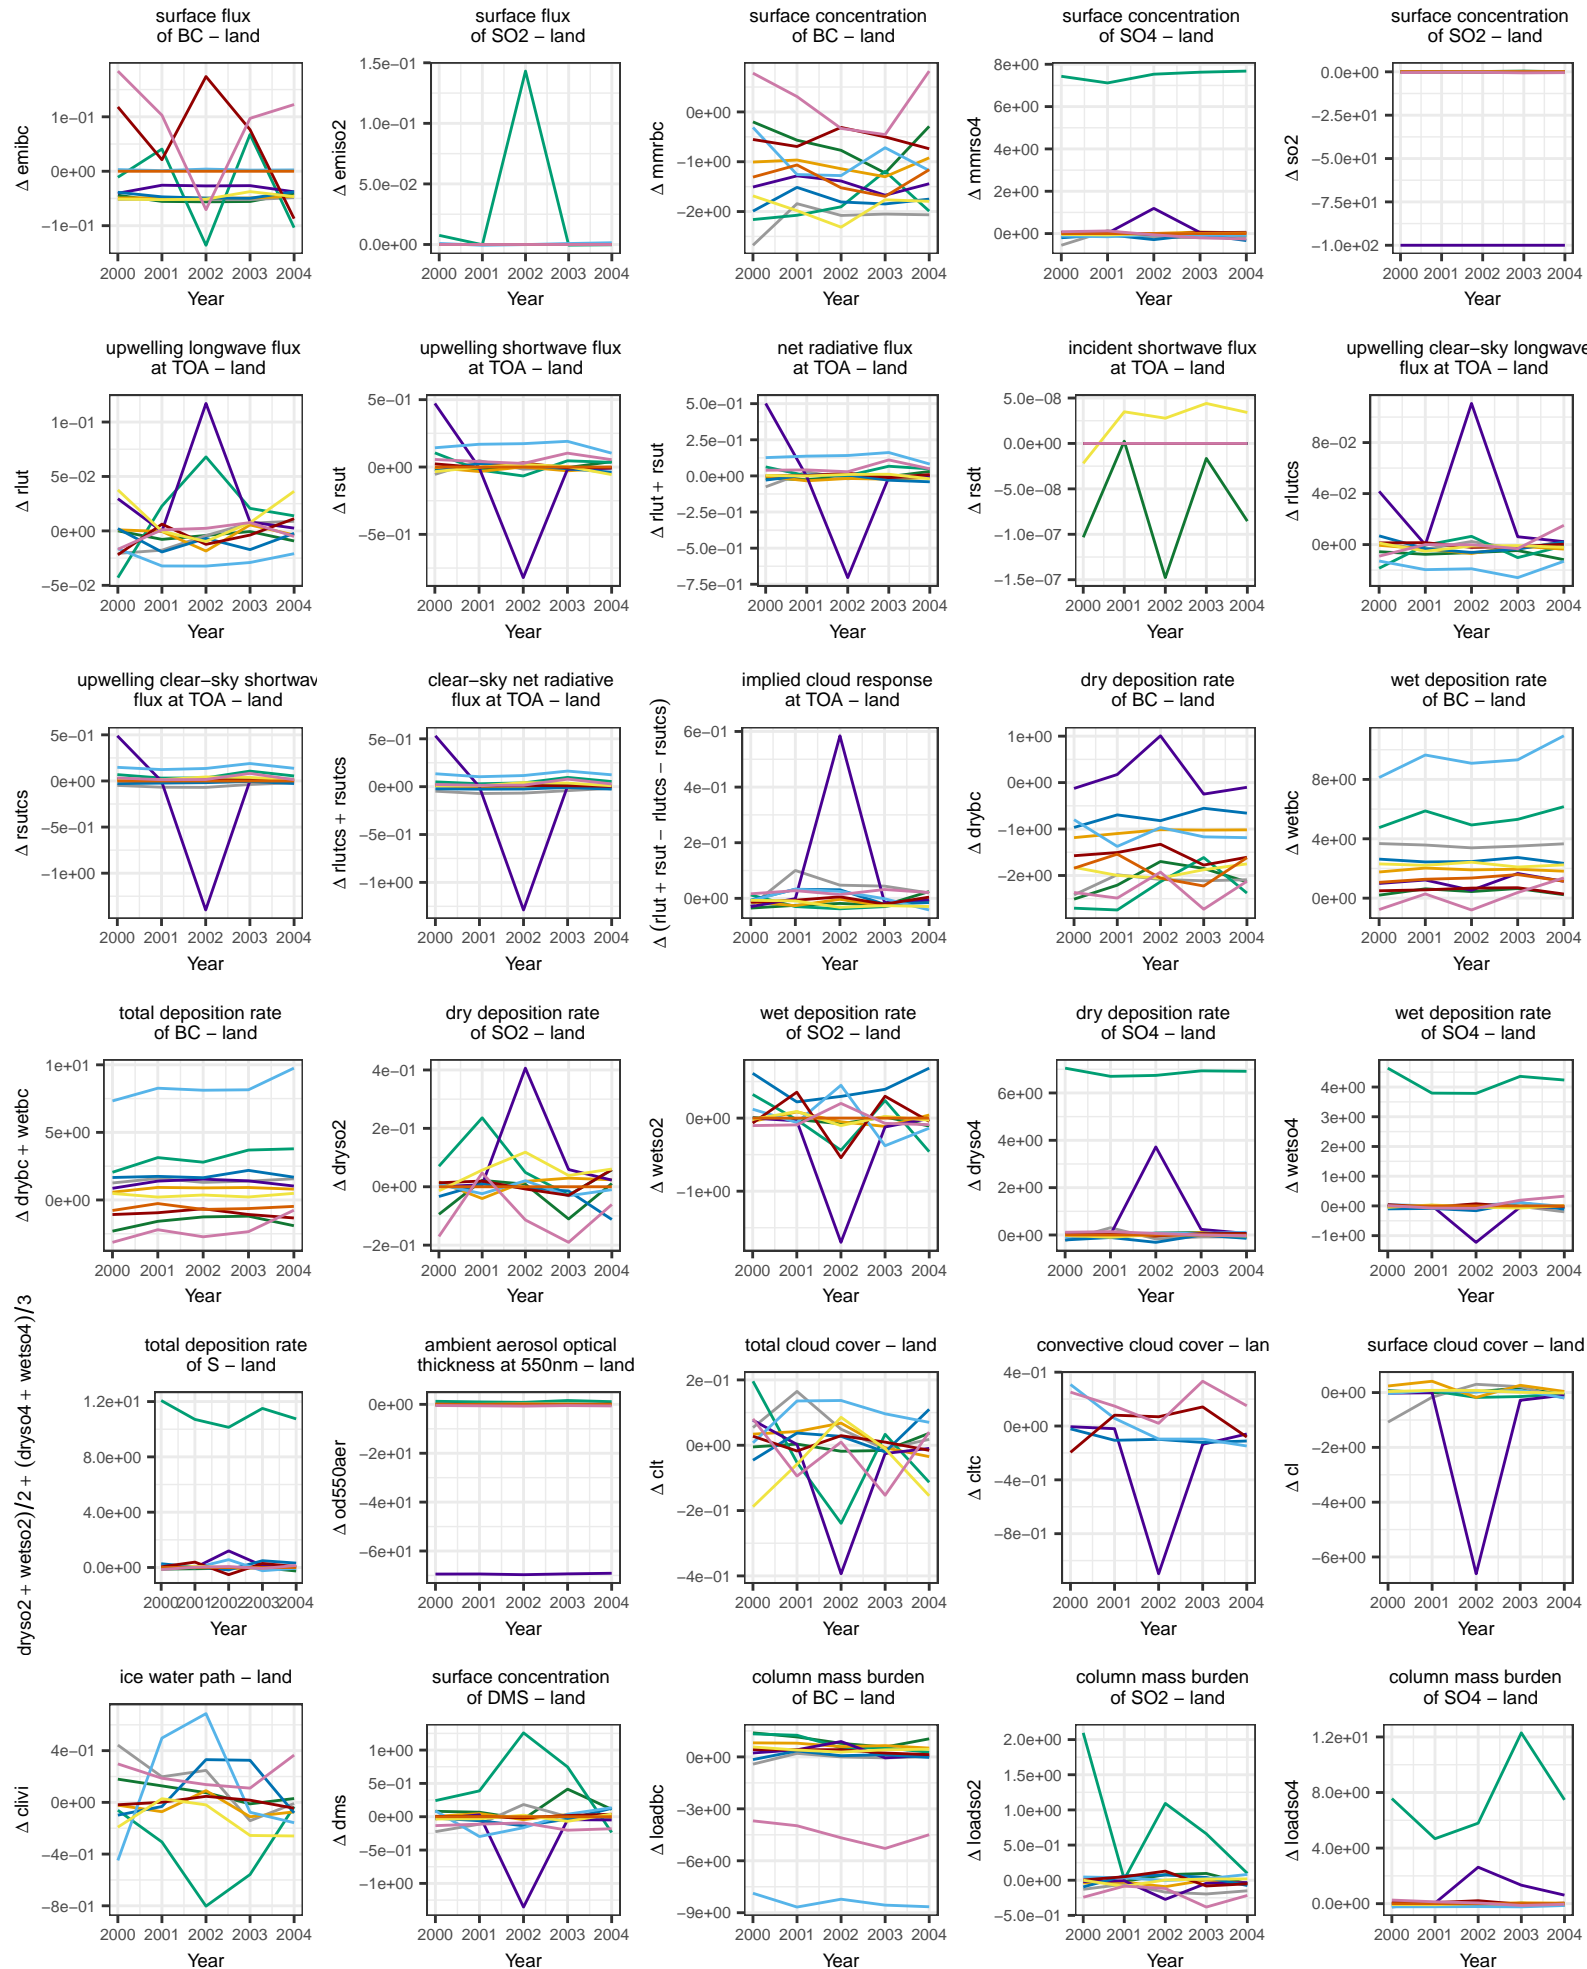 surface flux
of BC − land
surface flux
of SO2 − land
surface concentration
of BC − land
surface concentration
of SO4 − land
surface concentration
of SO2 − land
Δ emibc
1e−01
0e+00
−1e−01
2000 2001 2002 2003 2004
Year
Δ emiso2
1.5e−01
1.0e−01
5.0e−02
0.0e+00
2000 2001 2002 2003 2004
Year
Δ mmrbc
0e+00
−1e+00
−2e+00
2000 2001 2002 2003 2004
Year
Δ mmrso4
8e+00
6e+00
4e+00
2e+00
0e+00
2000 2001 2002 2003 2004
Year
Δ so2
0.0e+00
−2.5e+01
−5.0e+01
−7.5e+01
−1.0e+02
2000 2001 2002 2003 2004
Year
upwelling longwave flux
at TOA − land
upwelling shortwave flux
at TOA − land
net radiative flux
at TOA − land
incident shortwave flux
at TOA − land
upwelling clear−sky longwave
flux at TOA − land
Δ rlut
1e−01
5e−02
0e+00
−5e−02
2000 2001 2002 2003 2004
Year
Δ rsut
5e−01
0e+00
−5e−01
2000 2001 2002 2003 2004
Year
Δ rlut + rsut
5.0e−01
2.5e−01
0.0e+00
−2.5e−01
−5.0e−01
−7.5e−01
2000 2001 2002 2003 2004
Year
Δ rsdt
5.0e−08
0.0e+00
−5.0e−08
−1.0e−07
−1.5e−07
2000 2001 2002 2003 2004
Year
Δ rlutcs
8e−02
4e−02
0e+00
2000 2001 2002 2003 2004
Year
upwelling clear−sky shortwav
flux at TOA − land
clear−sky net radiative
flux at TOA − land
implied cloud response
at TOA − land
dry deposition rate
of BC − land
wet deposition rate
of BC − land
Δ rsutcs
5e−01
0e+00
−5e−01
−1e+00
2000 2001 2002 2003 2004
Year
Δ rlutcs + rsutcs
5e−01
0e+00
−5e−01
−1e+00
2000 2001 2002 2003 2004
Year
Δ (rlut + rsut − rlutcs − rsutcs)
6e−01
4e−01
2e−01
0e+00
2000 2001 2002 2003 2004
Year
Δ drybc
1e+00
0e+00
−1e+00
−2e+00
2000 2001 2002 2003 2004
Year
Δ wetbc
8e+00
4e+00
0e+00
2000 2001 2002 2003 2004
Year
total deposition rate
of BC − land
dry deposition rate
of SO2 − land
wet deposition rate
of SO2 − land
dry deposition rate
of SO4 − land
wet deposition rate
of SO4 − land
Δ drybc + wetbc
1e+01
5e+00
0e+00
2000 2001 2002 2003 2004
Year
Δ dryso2
4e−01
2e−01
0e+00
−2e−01
2000 2001 2002 2003 2004
Year
Δ wetso2
0e+00
−1e+00
2000 2001 2002 2003 2004
Year
Δ dryso4
6e+00
4e+00
2e+00
0e+00
2000 2001 2002 2003 2004
Year
Δ wetso4
4e+00
3e+00
2e+00
1e+00
0e+00
−1e+00
2000 2001 2002 2003 2004
Year
total deposition rate
of S − land
ambient aerosol optical
thickness at 550nm − land
total cloud cover − land
convective cloud cover − lan
surface cloud cover − land
dryso2 + wetso2)/2 + (dryso4 + wetso4)/3
1.2e+01
8.0e+00
4.0e+00
0.0e+00
2000 2001 2002 2003 2004
Year
Δ od550aer
0e+00
−2e+01
−4e+01
−6e+01
2000 2001 2002 2003 2004
Year
Δ clt
2e−01
0e+00
−2e−01
−4e−01
2000 2001 2002 2003 2004
Year
Δ cltc
4e−01
0e+00
−4e−01
−8e−01
2000 2001 2002 2003 2004
Year
Δ cl
0e+00
−2e+00
−4e+00
−6e+00
2000 2001 2002 2003 2004
Year
ice water path − land
surface concentration
of DMS − land
column mass burden
of BC − land
column mass burden
of SO2 − land
column mass burden
of SO4 − land
Δ clivi
4e−01
0e+00
−4e−01
−8e−01
2000 2001 2002 2003 2004
Year
Δ dms
1e+00
5e−01
0e+00
−5e−01
−1e+00
2000 2001 2002 2003 2004
Year
Δ loadbc
0e+00
−3e+00
−6e+00
−9e+00
2000 2001 2002 2003 2004
Year
Δ loadso2
2.0e+00
1.5e+00
1.0e+00
5.0e−01
0.0e+00
−5.0e−01
2000 2001 2002 2003 2004
Year
Δ loadso4
1.2e+01
8.0e+00
4.0e+00
0.0e+00
2000 2001 2002 2003 2004
Year